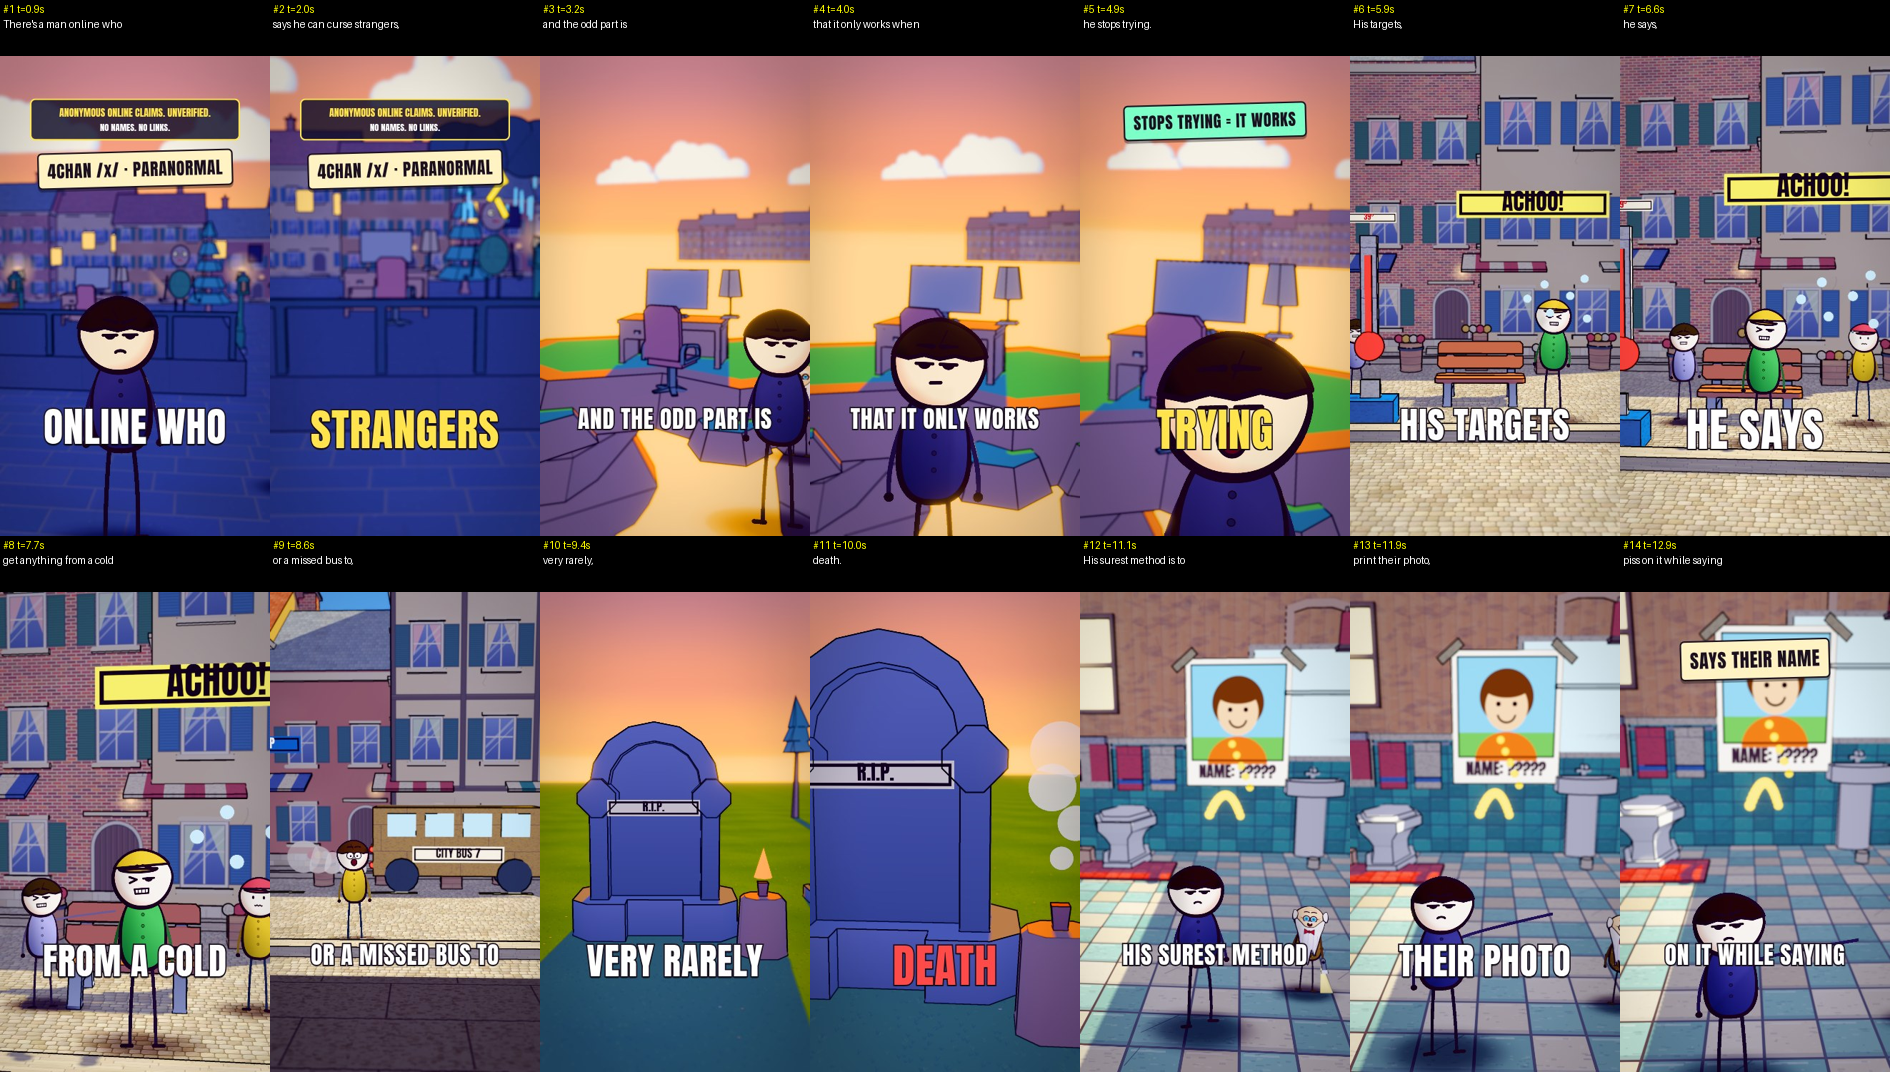 #1 t=0.9s
There's a man online who
#2 t=2.0s
says he can curse strangers,
#3 t=3.2s
and the odd part is
#4 t=4.0s
that it only works when
#5 t=4.9s
he stops trying.
#6 t=5.9s
His targets,
#7 t=6.6s
he says,
ANONYMOUS ONLINE CLAIMS. UNVERIFIED.
NO NAMES. NO LINKS.
4CHAN /x/ · PARANORMAL
ONLINE WHO
ANONYMOUS ONLINE CLAIMS. UNVERIFIED.
NO NAMES. NO LINKS.
4CHAN /x/ · PARANORMAL
STRANGERS
AND THE ODD PART IS
THAT IT ONLY WORKS
STOPS TRYING = IT WORKS
TRYING
ACHOO!
39°
HIS TARGETS
ACHOO!
HE SAYS
#8 t=7.7s
get anything from a cold
#9 t=8.6s
or a missed bus to,
#10 t=9.4s
very rarely,
#11 t=10.0s
death.
#12 t=11.1s
His surest method is to
#13 t=11.9s
print their photo,
#14 t=12.9s
piss on it while saying
ACHOO!
FROM A COLD
P
CITY BUS 7
OR A MISSED BUS TO
R.I.P.
VERY RARELY
R.I.P.
DEATH
NAME: ?????
HIS SUREST METHOD
NAME: ?????
THEIR PHOTO
SAYS THEIR NAME
NAME: ?????
ON IT WHILE SAYING